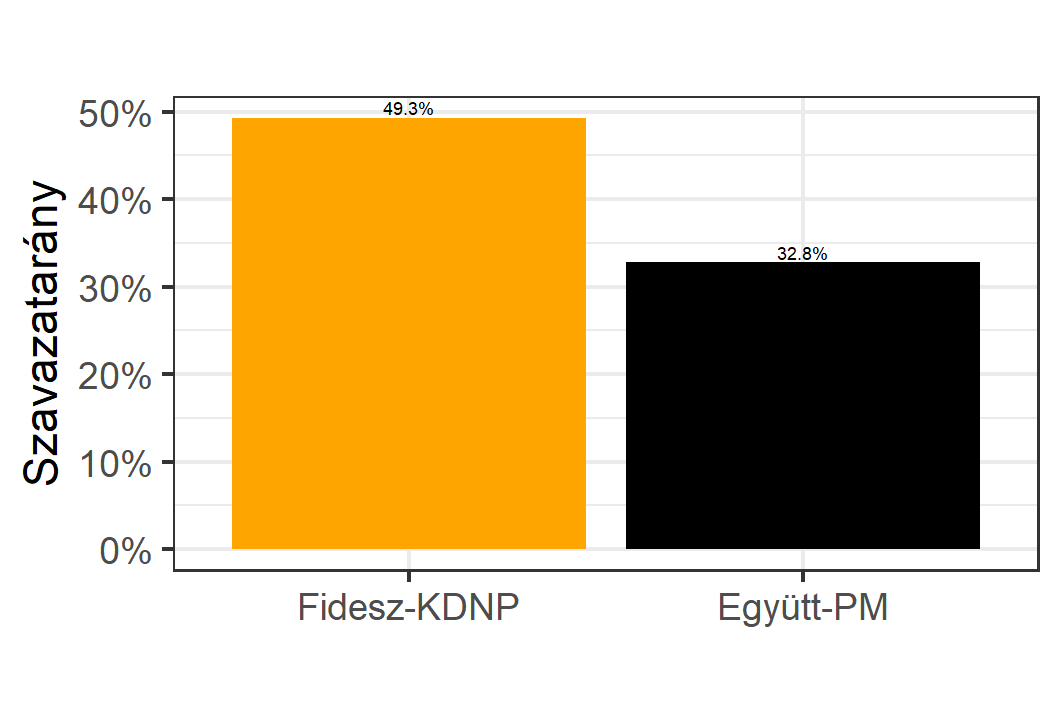 Szavazatarány
50%
40%
30%
20%
10%
0%
49.3%
32.8%
Fidesz-KDNP
Együtt-PM